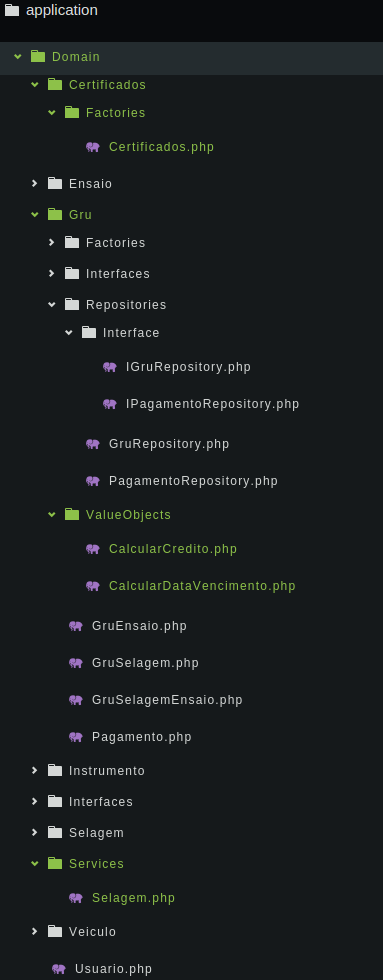 application
Domain
Certificados
Factories
Certificados.php
Ensaio
Gru
Factories
Interfaces
Repositories
Interface
IGruRepository.php
IPagamentoRepository.php
GruRepository.php
PagamentoRepository.php
ValueObjects
CalcularCredito.php
CalcularDataVencimento.php
GruEnsaio.php
GruSelagem.php
GruSelagemEnsaio.php
Pagamento.php
Instrumento
Interfaces
Selagem
Services
Selagem.php
Veiculo
Usuario.php